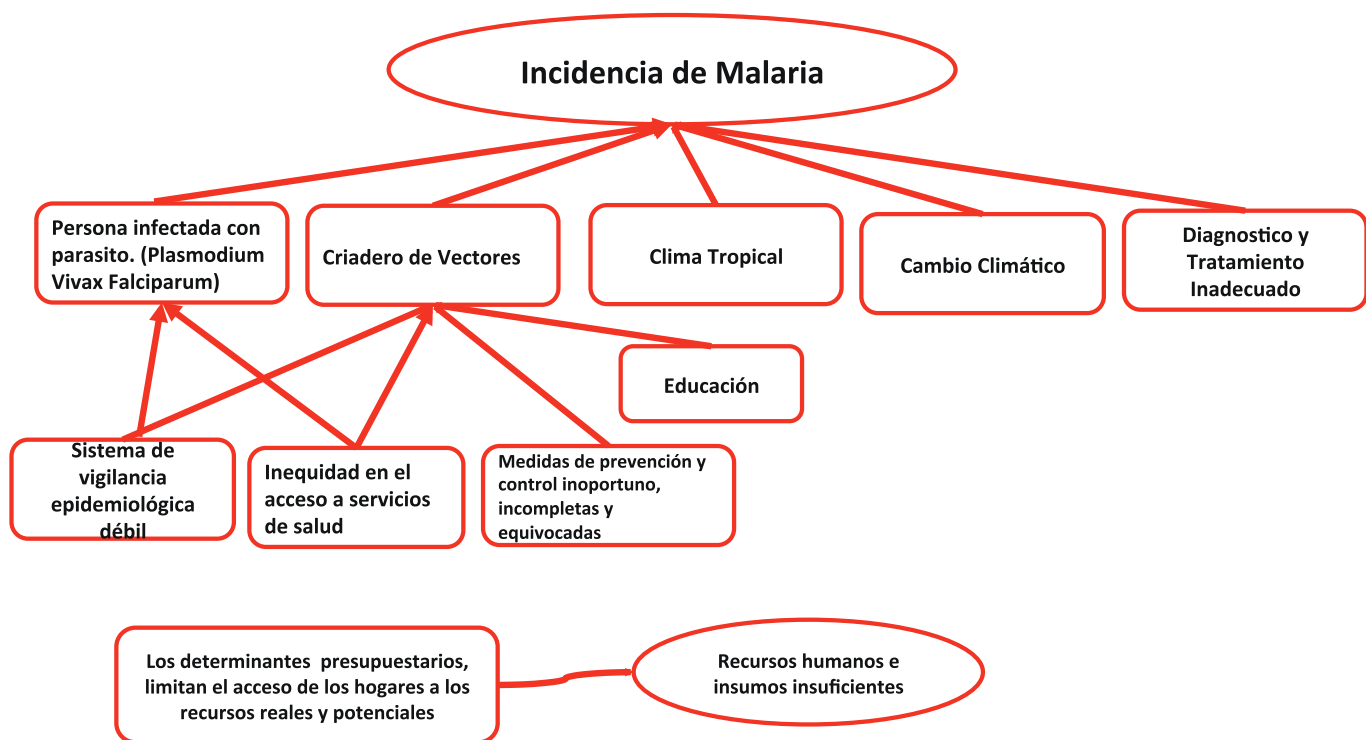 Incidencia de Malaria
Persona infectada con
parasito. (Plasmodium
Vivax Falciparum)
Criadero de Vectores
Clima Tropical
Cambio Climático
Diagnostico y
Tratamiento
Inadecuado
Educación
Sistema de
vigilancia
epidemiológica
débil
Inequidad en el
acceso a servicios
de salud
Medidas de prevención y
control inoportuno,
incompletas y
equivocadas
Los determinantes presupuestarios,
limitan el acceso de los hogares a los
recursos reales y potenciales
Recursos humanos e
insumos insuficientes